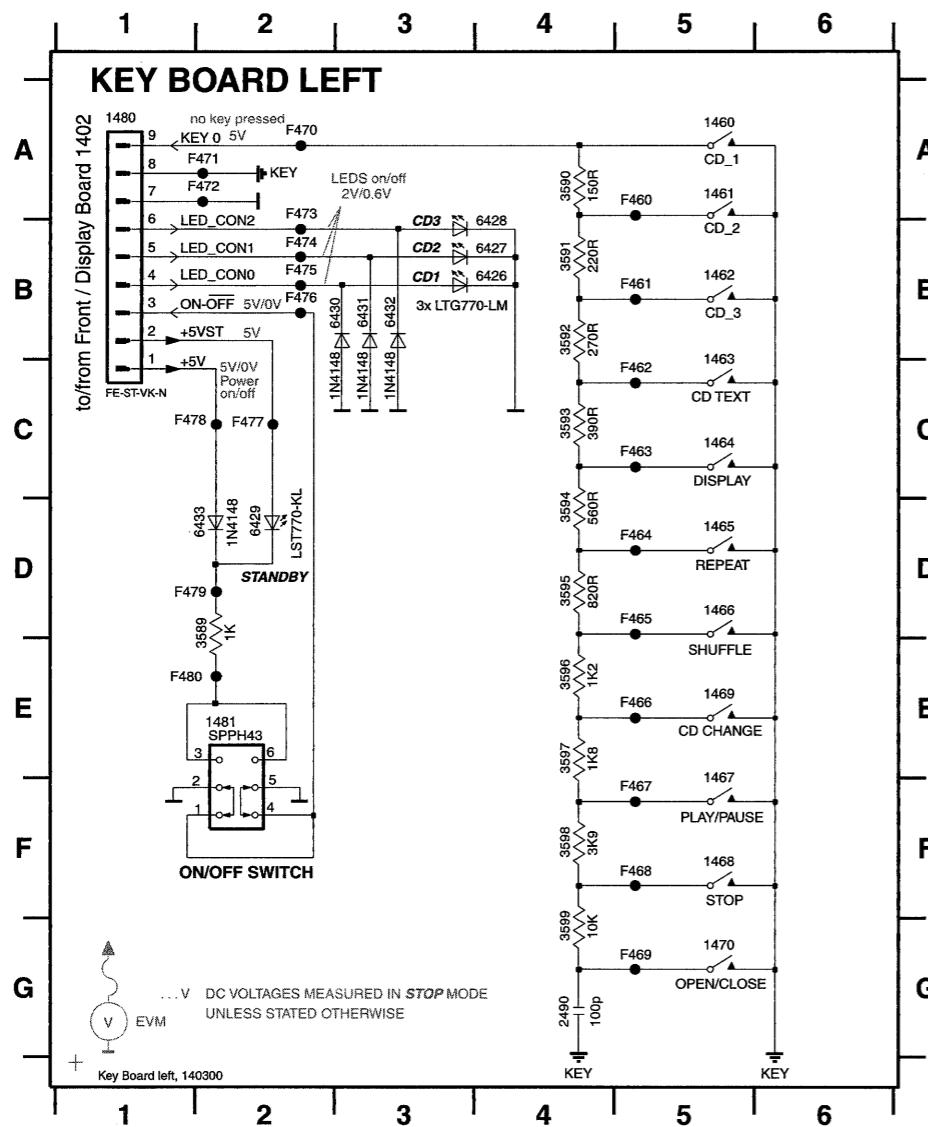 1 2 3 4 5 6
KEY BOARD LEFT
A
B
C
D
E
F
G
to/from Front / Display Board 1402
1480
no key pressed
9 KEY 0 5V F470
8 F471 KEY
7 F472
6 LED_CON2 F473
5 LED_CON1 F474
4 LED_CON0 F475
3 ON-OFF 5V/0V F476
2 +5VST 5V
1 +5V
FE-ST-VK-N
5V/0V
Power
on/off
LEDS on/off
2V/0.6V
CD3 6428
CD2 6427
CD1 6426
3x LTG770-LM
6430 6431 6432
1N4148 1N4148 1N4148
F478 F477
6433 1N4148 6429 LST770-KL
STANDBY
F479
3589 1K
F480
1481
SPPH43
3 6
2 5
1 4
ON/OFF SWITCH
1460
CD_1
3590 150R
F460 1461
CD_2
3591 220R
F461 1462
CD_3
3592 270R
F462 1463
CD TEXT
3593 390R
F463 1464
DISPLAY
3594 560R
F464 1465
REPEAT
3595 820R
F465 1466
SHUFFLE
3596 1K2
F466 1469
CD CHANGE
3597 1K8
F467 1467
PLAY/PAUSE
3598 3K9
F468 1468
STOP
3599 10K
F469 1470
OPEN/CLOSE
2490 100p
KEY KEY
V EVM
...V DC VOLTAGES MEASURED IN STOP MODE
UNLESS STATED OTHERWISE
Key Board left, 140300
A
B
C
D
E
F
G
1 2 3 4 5 6